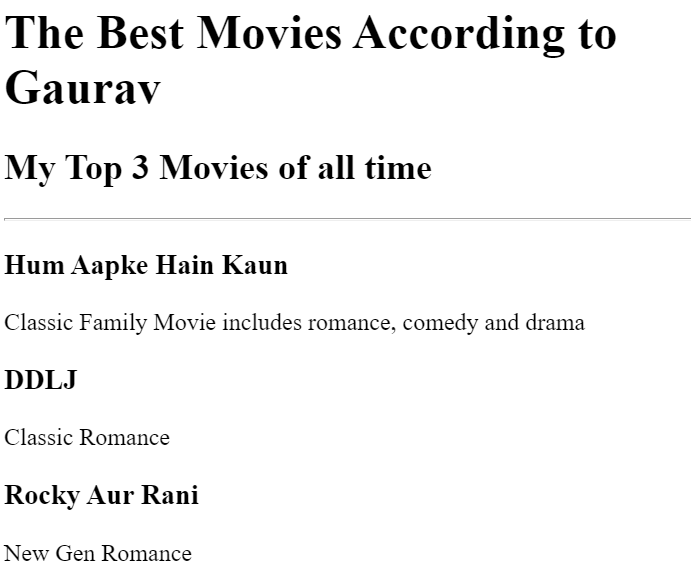 The Best Movies According to
Gaurav
My Top 3 Movies of all time
Hum Aapke Hain Kaun
Classic Family Movie includes romance, comedy and drama
DDLJ
Classic Romance
Rocky Aur Rani
New Gen Romance